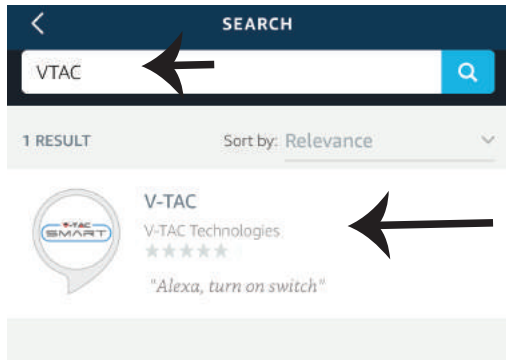 SEARCH
VTAC
1 RESULT Sort by: Relevance
V-TAC
V-TAC
SMART
V-TAC Technologies
"Alexa, turn on switch"